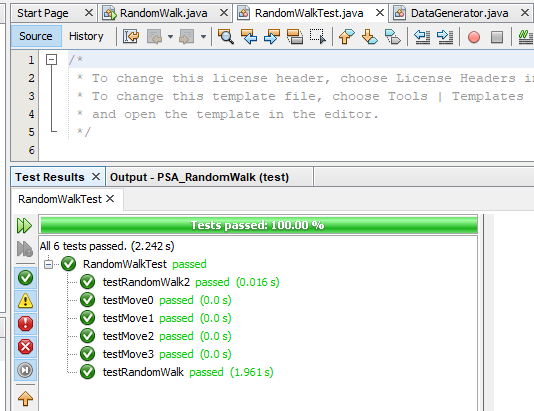 Start Page RandomWalk.java RandomWalkTest.java DataGenerator.java
Source History
1 /*
2 * To change this license header, choose License Headers in
3 * To change this template file, choose Tools | Templates
4 * and open the template in the editor.
5 */
6
Test Results Output - PSA_RandomWalk (test)
RandomWalkTest
Tests passed: 100.00 %
All 6 tests passed. (2.242 s)
RandomWalkTest passed
testRandomWalk2 passed (0.016 s)
testMove0 passed (0.0 s)
testMove1 passed (0.0 s)
testMove2 passed (0.0 s)
testMove3 passed (0.0 s)
testRandomWalk passed (1.961 s)